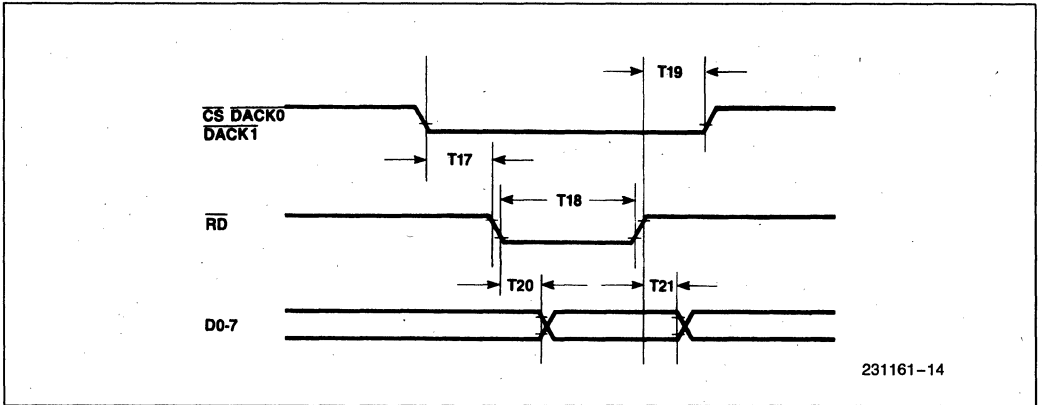 T19
CS DACK0
DACK1
T17
T18
RD
T20
T21
D0-7
231161-14